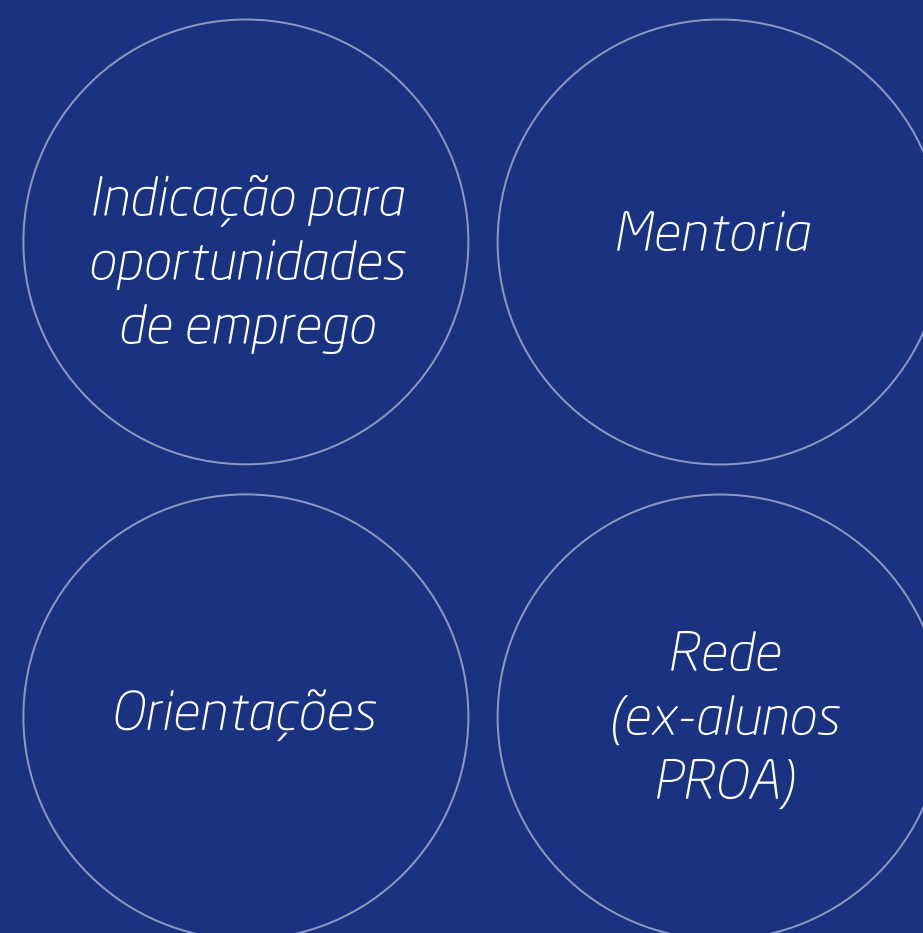 Indicação para
oportunidades
de emprego
Mentoria
Orientações
Rede
(ex-alunos
PROA)